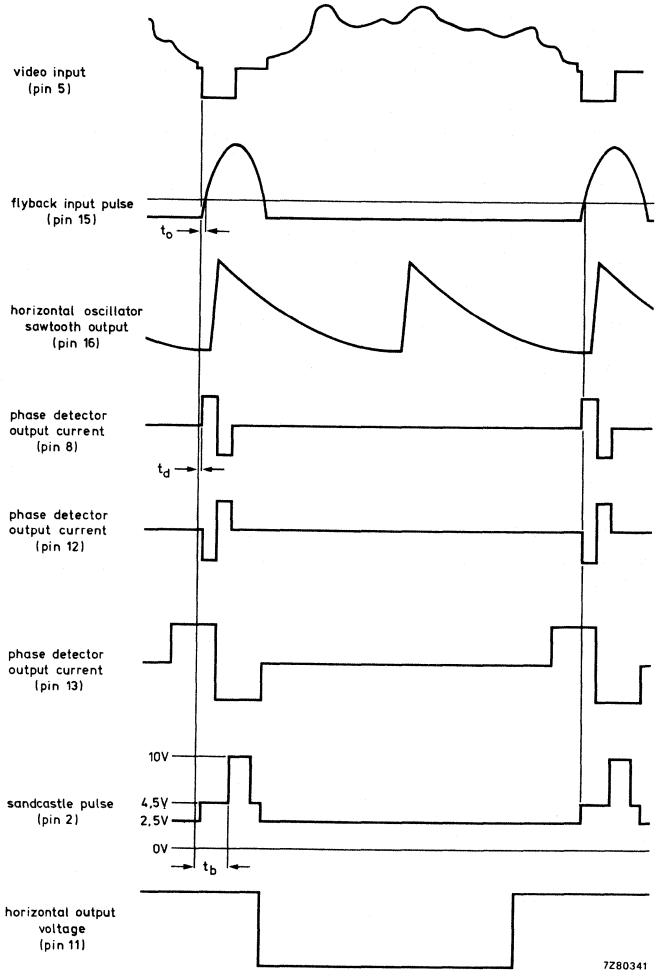 video input
(pin 5)
flyback input pulse
(pin 15)
to
horizontal oscillator
sawtooth output
(pin 16)
phase detector
output current
(pin 8)
td
phase detector
output current
(pin 12)
phase detector
output current
(pin 13)
10V
sandcastle pulse
(pin 2)
4,5V
2,5V
0V
tb
horizontal output
voltage
(pin 11)
7Z80341